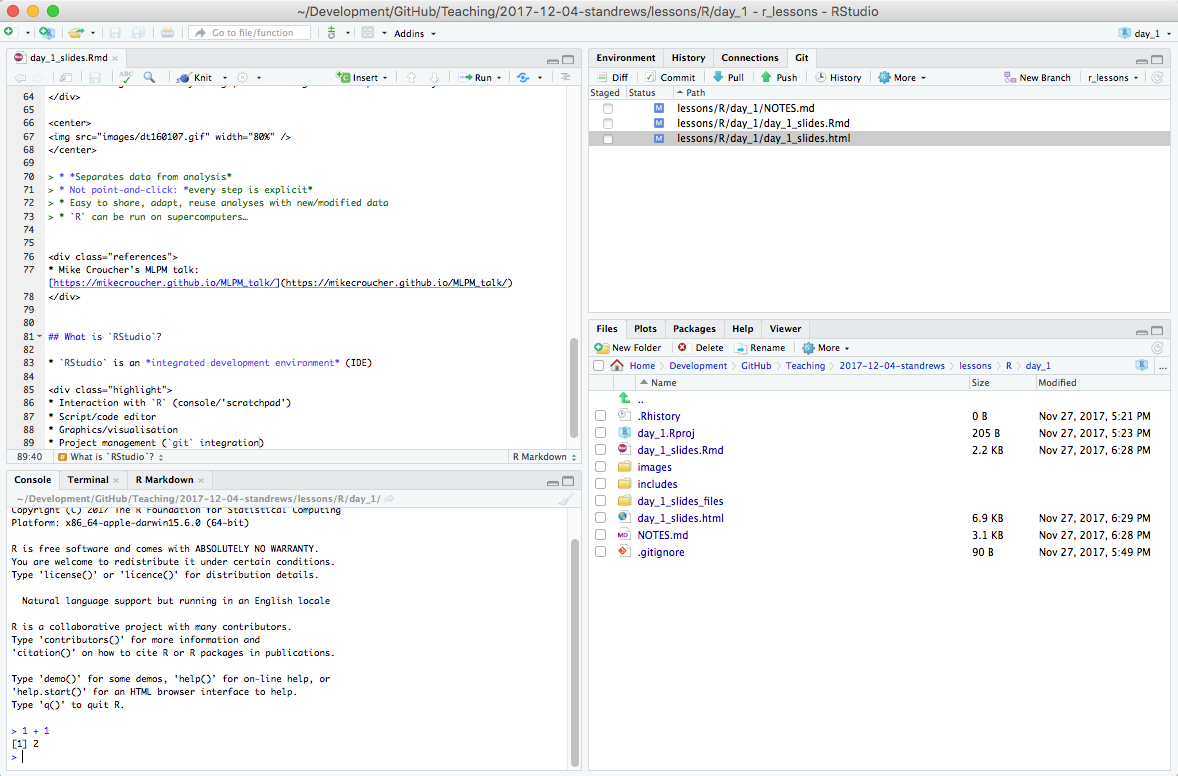 ~/Development/GitHub/Teaching/2017-12-04-standrews/lessons/R/day_1 - r_lessons - RStudio
Go to file/function
Addins
day_1
day_1_slides.Rmd
ABC
Knit
Insert
Run
64 </div>
65
66 <center>
67 <img src="images/dt160107.gif" width="80%" />
68 </center>
69
70 > * *Separates data from analysis*
71 > * Not point-and-click: *every step is explicit*
72 > * Easy to share, adapt, reuse analyses with new/modified data
73 > * `R` can be run on supercomputers…
74
75
76 <div class="references">
77 * Mike Croucher's MLPM talk:
[https://mikecroucher.github.io/MLPM_talk/](https://mikecroucher.github.io/MLPM_talk/)
78 </div>
79
80
81 ## What is `RStudio`?
82
83 * `RStudio is an *integrated development environment* (IDE)
84
85 <div class="highlight">
86 * Interaction with `R` (console/'scratchpad')
87 * Script/code editor
88 * Graphics/visualisation
89 * Project management (`git` integration)
89:40 # What is `RStudio`?
R Markdown
Console Terminal R Markdown
~/Development/GitHub/Teaching/2017-12-04-standrews/lessons/R/day_1/
Copyright (C) 2017 The R Foundation for Statistical Computing
Platform: x86_64-apple-darwin15.6.0 (64-bit)
R is free software and comes with ABSOLUTELY NO WARRANTY.
You are welcome to redistribute it under certain conditions.
Type 'license()' or 'licence()' for distribution details.
Natural language support but running in an English locale
R is a collaborative project with many contributors.
Type 'contributors()' for more information and
'citation()' on how to cite R or R packages in publications.
Type 'demo()' for some demos, 'help()' for on-line help, or
'help.start()' for an HTML browser interface to help.
Type 'q()' to quit R.
> 1 + 1
[1] 2
>
Environment History Connections Git
Diff Commit Pull Push History More New Branch r_lessons
Staged Status Path
M lessons/R/day_1/NOTES.md
M lessons/R/day_1/day_1_slides.Rmd
M lessons/R/day_1/day_1_slides.html
Files Plots Packages Help Viewer
New Folder Delete Rename More
Home Development GitHub Teaching 2017-12-04-standrews lessons R day_1 R ...
Name Size Modified
..
.Rhistory 0 B Nov 27, 2017, 5:21 PM
day_1.Rproj 205 B Nov 27, 2017, 5:23 PM
day_1_slides.Rmd 2.2 KB Nov 27, 2017, 6:28 PM
images
includes
day_1_slides_files
day_1_slides.html 6.9 KB Nov 27, 2017, 6:29 PM
MD NOTES.md 3.1 KB Nov 27, 2017, 6:28 PM
.gitignore 90 B Nov 27, 2017, 5:49 PM